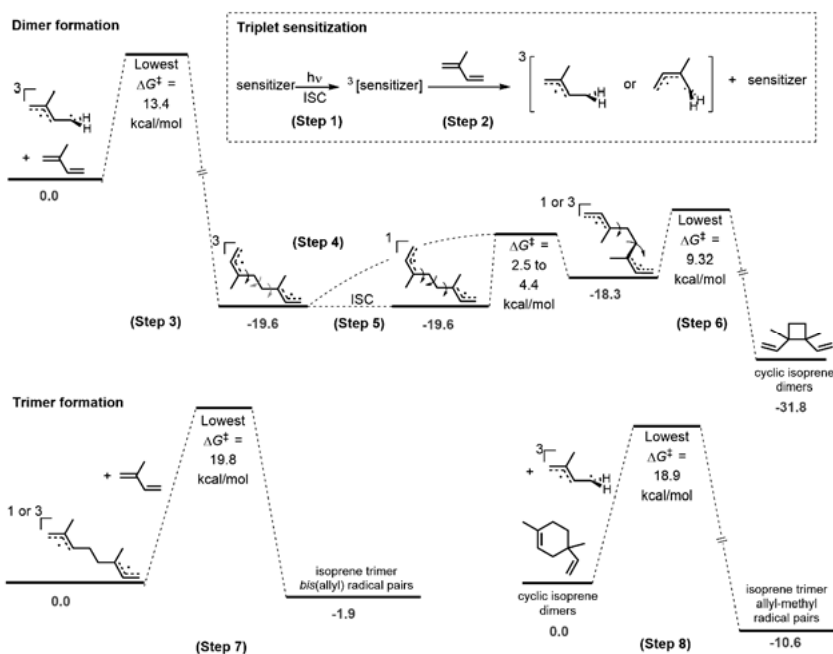 Dimer formation
Triplet sensitization
sensitizer
hν
ISC
3 [sensitizer]
3
or
+ sensitizer
H
H
H
H
(Step 1)
(Step 2)
3
H
H
+
0.0
Lowest
ΔG‡ =
13.4
kcal/mol
(Step 3)
3
-19.6
(Step 4)
ISC
(Step 5)
1
-19.6
ΔG‡ =
2.5 to
4.4
kcal/mol
1 or 3
-18.3
Lowest
ΔG‡ =
9.32
kcal/mol
(Step 6)
cyclic isoprene
dimers
-31.8
Trimer formation
1 or 3
+
0.0
Lowest
ΔG‡ =
19.8
kcal/mol
isoprene trimer
bis(allyl) radical pairs
-1.9
(Step 7)
+
3
H
H
cyclic isoprene
dimers
0.0
Lowest
ΔG‡ =
18.9
kcal/mol
(Step 8)
isoprene trimer
allyl-methyl
radical pairs
-10.6